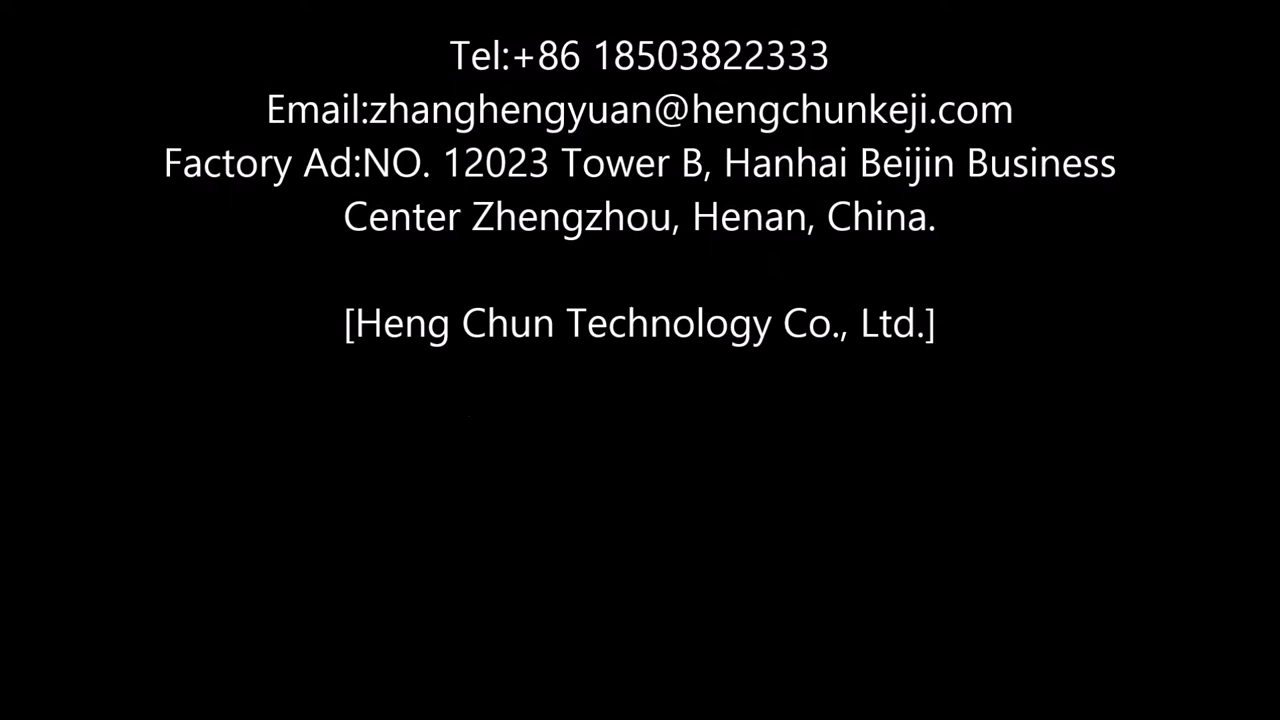 Tel:+86 18503822333
Email:zhanghengyuan@hengchunkeji.com
Factory Ad:NO. 12023 Tower B, Hanhai Beijin Business
Center Zhengzhou, Henan, China.
[Heng Chun Technology Co., Ltd.]